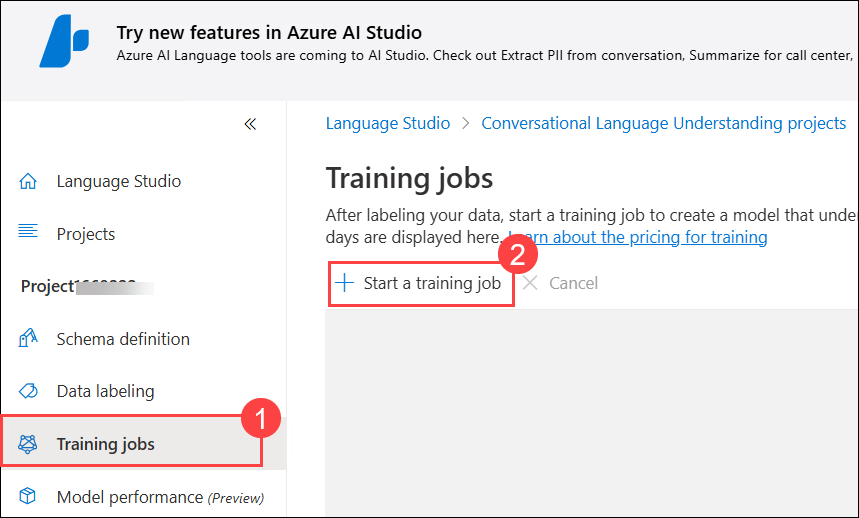 Try new features in Azure AI Studio
Azure AI Language tools are coming to AI Studio. Check out Extract PII from conversation, Summarize for call center,
Language Studio > Conversational Language Understanding projects
Language Studio
Projects
Project
Schema definition
Data labeling
1
Training jobs
Model performance (Preview)
Training jobs
After labeling your data, start a training job to create a model that unde
days are displayed here. Learn about the pricing for training
2
Start a training job Cancel